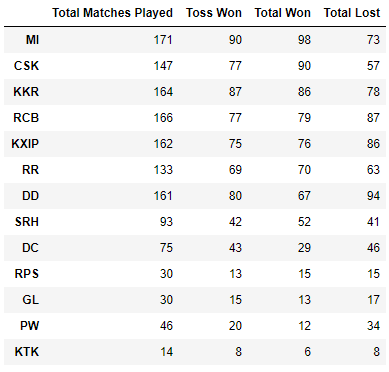 Total Matches Played Toss Won Total Won Total Lost
MI 171 90 98 73
CSK 147 77 90 57
KKR 164 87 86 78
RCB 166 77 79 87
KXIP 162 75 76 86
RR 133 69 70 63
DD 161 80 67 94
SRH 93 42 52 41
DC 75 43 29 46
RPS 30 13 15 15
GL 30 15 13 17
PW 46 20 12 34
KTK 14 8 6 8